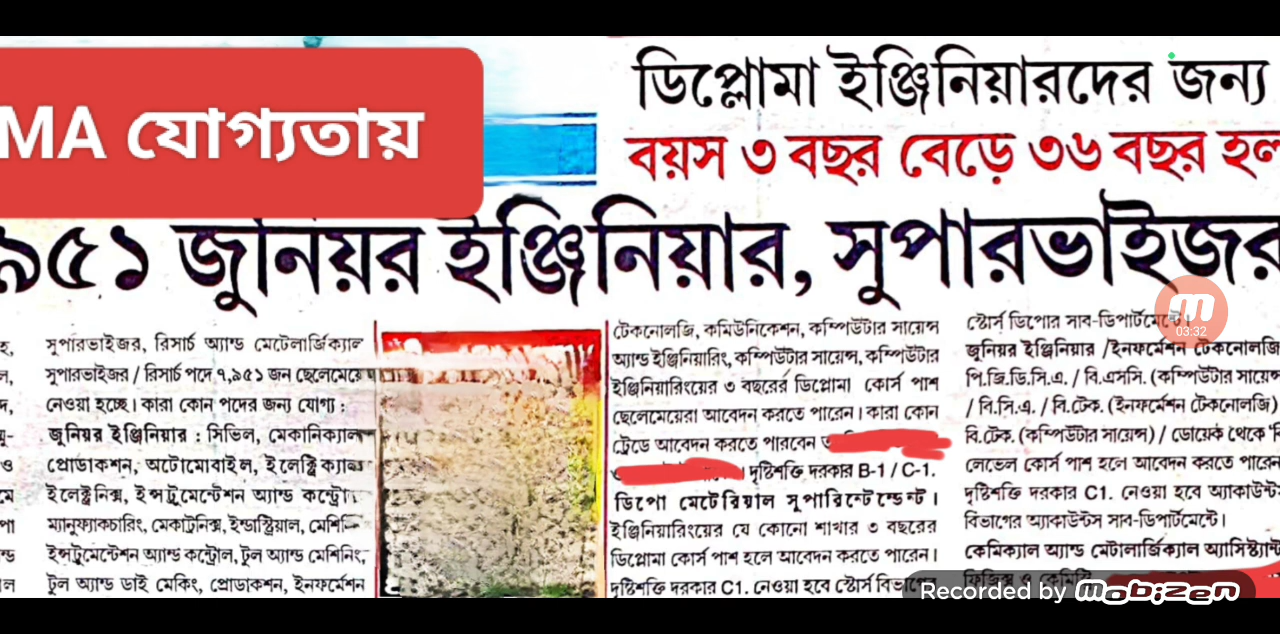 MA যোগ্যতায়
ডিপ্লোমা ইঞ্জিনিয়ারদের জন্য
বয়স ৩ বছর বেড়ে ৩৬ বছর হল
৯৫১ জুনিয়র ইঞ্জিনিয়ার, সুপারভাইজর
সুপারভাইজর, রিসার্চ অ্যান্ড মেটেলার্জিক্যাল
সুপারভাইজর / রিসার্চ পদে ৭,৯৫১ জন ছেলেমেয়ে
নেওয়া হচ্ছে। কারা কোন পদের জন্য যোগ্য :
জুনিয়র ইঞ্জিনিয়ার : সিভিল, মেকানিক্যাল
প্রোডাকশন, অটোমোবাইল, ইলেক্ট্রিক্যাল
ইলেক্ট্রনিক্স, ইন্সট্রুমেন্টেশন অ্যান্ড কন্ট্রোল
ম্যানুফ্যাকচারিং, মেকাট্রনিক্স, ইন্ডাস্ট্রিয়াল, মেশিনিং
ইন্সট্রুমেন্টেশন অ্যান্ড কন্ট্রোল, টুল অ্যান্ড মেশিনিং,
টুল অ্যান্ড ডাই মেকিং, প্রোডাকশন, ইনফর্মেশন
টেকনোলজি, কমিউনিকেশন, কম্পিউটার সায়েন্স
অ্যান্ড ইঞ্জিনিয়ারিং, কম্পিউটার সায়েন্স, কম্পিউটার
ইঞ্জিনিয়ারিংয়ের ৩ বছরের ডিপ্লোমা কোর্স পাশ
ছেলেমেয়েরা আবেদন করতে পারেন। কারা কোন
ট্রেডে আবেদন করতে পারবেন
দৃষ্টিশক্তি দরকার B-1 / C-1.
ডিপো মেটেরিয়াল সুপারিন্টেন্ডেন্ট।
ইঞ্জিনিয়ারিংয়ের যে কোনো শাখার ৩ বছরের
ডিপ্লোমা কোর্স পাশ হলে আবেদন করতে পারেন।
দৃষ্টিশক্তি দরকার C1. নেওয়া হবে স্টোর্স বিভাগের
স্টোর্স ডিপোর সাব-ডিপার্টমেন্টে।
জুনিয়র ইঞ্জিনিয়ার /ইনফর্মেশন টেকনোলজি
পি.জি.ডি.সি.এ. / বি.এসসি. (কম্পিউটার সায়েন্স
/ বি.সি.এ. / বি.টেক. (ইনফর্মেশন টেকনোলজি)
বি.টেক. (কম্পিউটার সায়েন্স) / ডোয়েক থেকে 'বি
লেভেল কোর্স পাশ হলে আবেদন করতে পারেন
দৃষ্টিশক্তি দরকার C1. নেওয়া হবে অ্যাকাউন্ট
বিভাগের অ্যাকাউন্টস সাব-ডিপার্টমেন্টে।
কেমিক্যাল অ্যান্ড মেটালার্জিক্যাল অ্যাসিস্ট্যান্ট
ফিজিক্স ও কেমিস্ট্রি
03:32
Recorded by mobizen